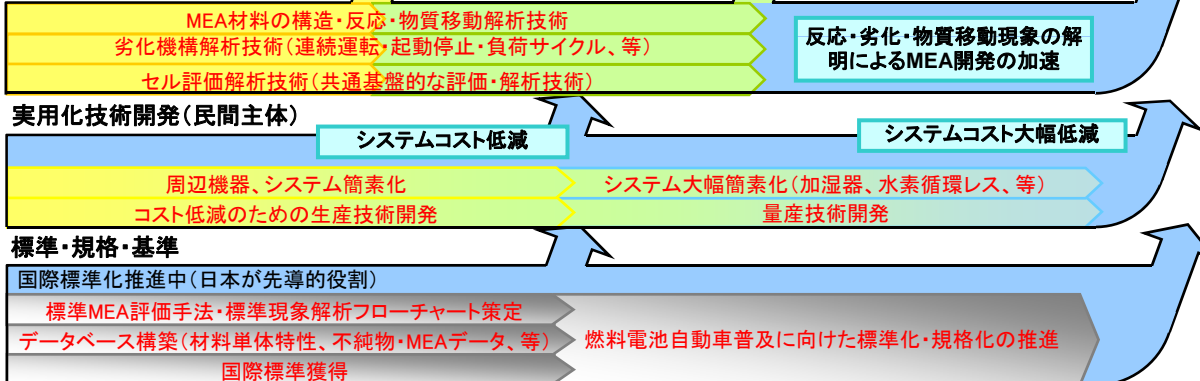 MEA材料の構造・反応・物質移動解析技術
劣化機構解析技術(連続運転・起動停止・負荷サイクル、等)
セル評価解析技術(共通基盤的な評価・解析技術)
反応・劣化・物質移動現象の解
明によるMEA開発の加速
実用化技術開発(民間主体)
システムコスト低減
システムコスト大幅低減
周辺機器、システム簡素化
システム大幅簡素化(加湿器、水素循環レス、等)
コスト低減のための生産技術開発
量産技術開発
標準・規格・基準
国際標準化推進中(日本が先導的役割)
標準MEA評価手法・標準現象解析フローチャート策定
データベース構築(材料単体特性、不純物・MEAデータ、等)
燃料電池自動車普及に向けた標準化・規格化の推進
国際標準獲得